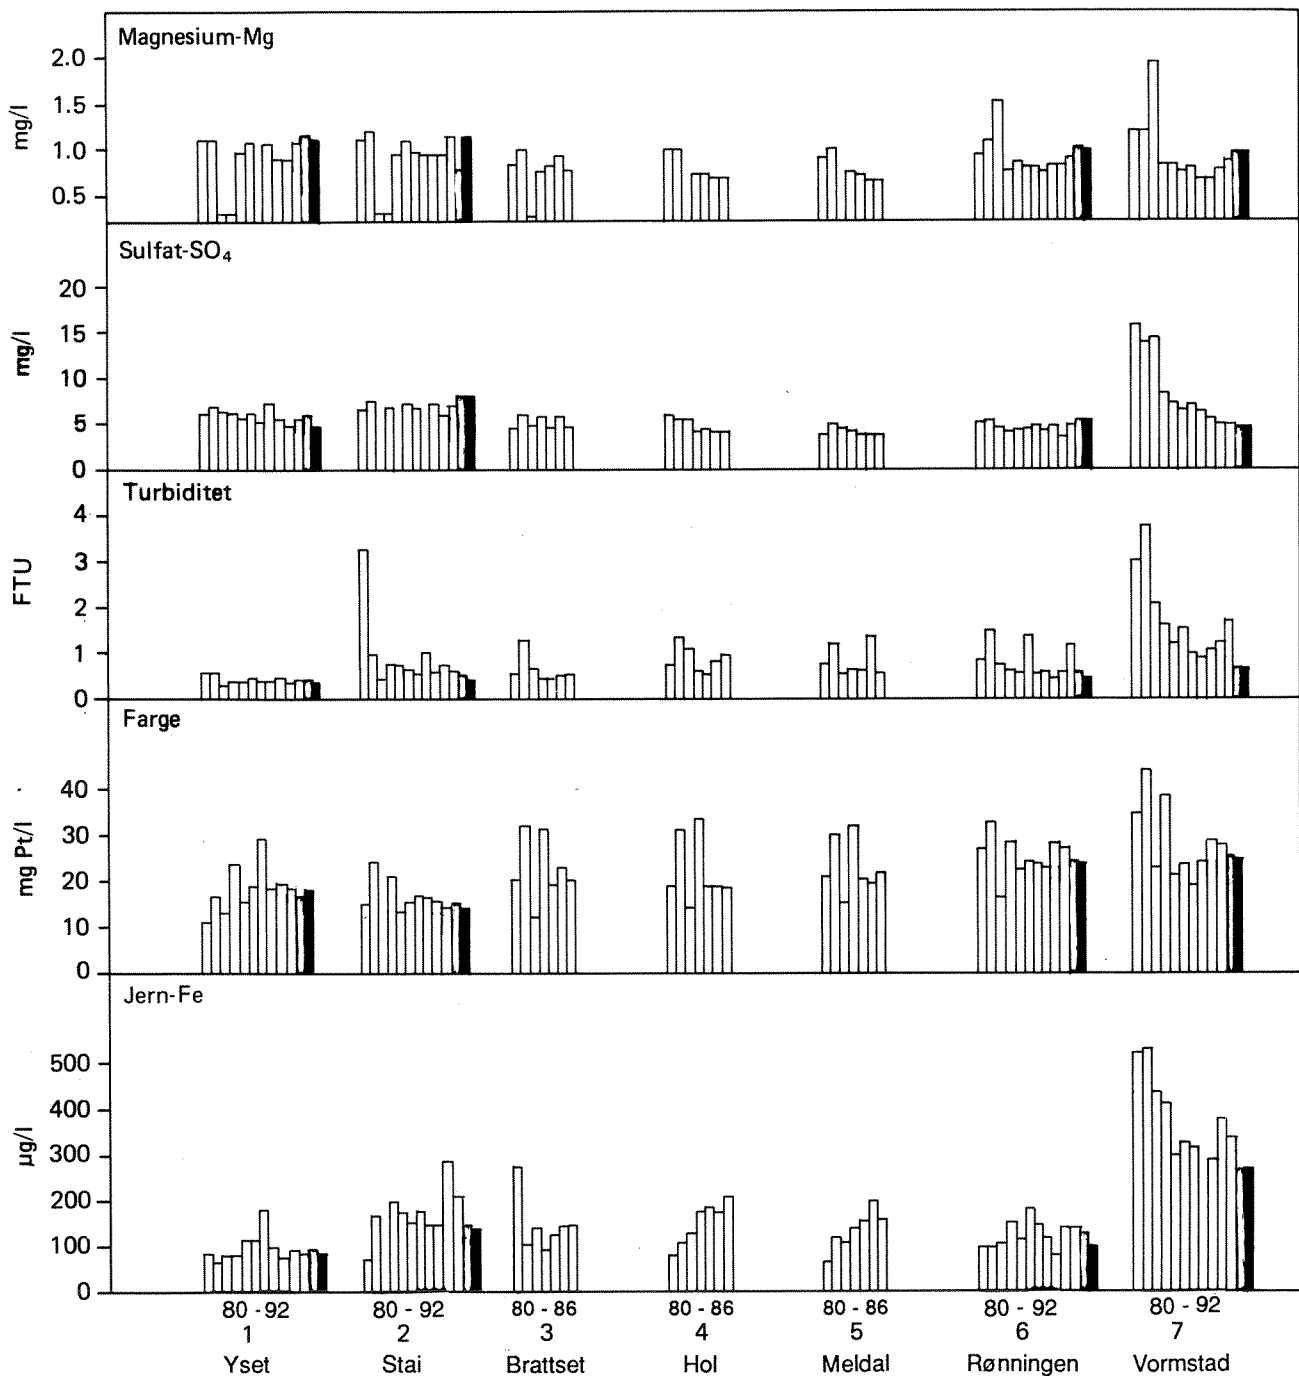 Magnesium-Mg
mg/l
2.0
1.5
1.0
0.5
Sulfat-SO₄
mg/l
20
15
10
5
0
Turbiditet
FTU
4
3
2
1
0
Farge
mg Pt/l
40
30
20
10
0
Jern-Fe
µg/l
500
400
300
200
100
0
80 - 92 80 - 92 80 - 86 80 - 86 80 - 86 80 - 92 80 - 92
1 2 3 4 5 6 7
Yset Stai Brattset Hol Meldal Rønningen Vormstad